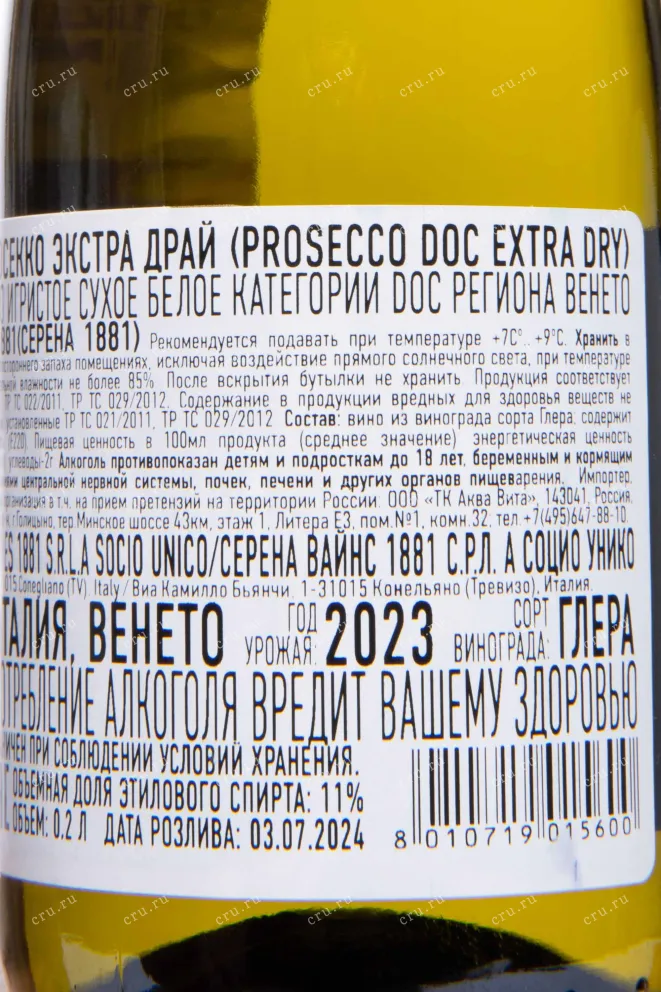 СЕККО ЭКСТРА ДРАЙ (PROSECCO DOC EXTRA DRY)
ИГРИСТОЕ СУХОЕ БЕЛОЕ КАТЕГОРИИ DOC РЕГИОНА ВЕНЕТО
(СЕРЕНА 1881) Рекомендуется подавать при температуре +7С°.. +9°С. Хранить в
постороннего запаха помещениях, исключая воздействие прямого солнечного света, при температуре
влажности не более 85%. После вскрытия бутылки не хранить. Продукция соответствует
ТР ТС 022/2011, ТР ТС 029/2012. Содержание в продукции вредных для здоровья веществ не
установленные ТР ТС 021/2011, ТР ТС 029/2012 Состав: вино из винограда сорта Глера; содержит
(Е220) Пищевая ценность в 100мл продукта (среднее значение) энергетическая ценность
углеводы-2г Алкоголь противопоказан детям и подросткам до 18 лет, беременным и кормящим
центральной нервной системы, почек, печени и других органов пищеварения. Импортер,
организация в т.ч. на прием претензий на территории России: ООО «ТК Аква Вита», 143041, Россия,
г.Голицыно, тер Минское шоссе 43км, этаж 1, Литера Е3, пом.№1, комн.32, тел.+7(495)647-88-10.
ES 1881 S.R.L.A SOCIO UNICO/СЕРЕНА ВАЙНС 1881 С.Р.Л. А СОЦИО УНИКО
015 Conegliano (TV), Italy / Виа Камилло Бьянчи, 1-31015 Конельяно (Тревизо), Италия.
ТАЛИЯ, ВЕНЕТО ГОД УРОЖАЯ: 2023 СОРТ ВИНОГРАДА: ГЛЕРА
ОТРЕБЛЕНИЕ АЛКОГОЛЯ ВРЕДИТ ВАШЕМУ ЗДОРОВЬЮ
ИЧЕН ПРИ СОБЛЮДЕНИИ УСЛОВИЙ ХРАНЕНИЯ.
ОБЪЕМНАЯ ДОЛЯ ЭТИЛОВОГО СПИРТА: 11%
ОБЪЕМ: 0.2 Л ДАТА РОЗЛИВА: 03.07.2024
8 010719 015600
cru.ru